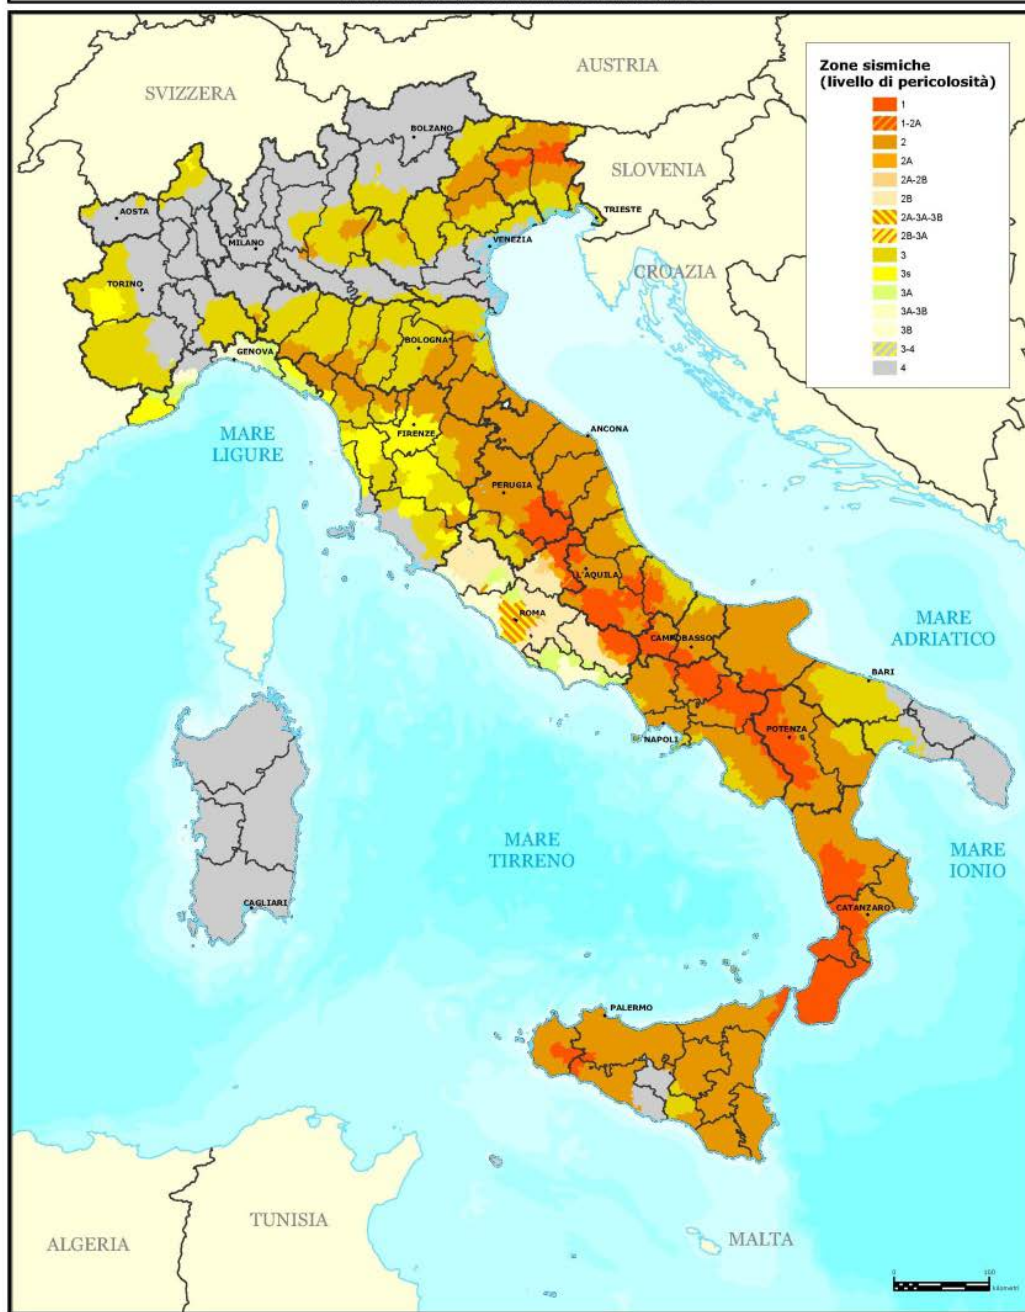 AUSTRIA
SVIZZERA
Zone sismiche
(livello di pericolosità)
1
1-2A
2
2A
2A-2B
2B
2A-3A-3B
2B-3A
3
3s
3A
3A-3B
3B
3-4
4
BOLZANO
SLOVENIA
AOSTA
TRIESTE
MILANO
VENEZIA
CROAZIA
TORINO
BOLOGNA
GENOVA
MARE
LIGURE
FIRENZE
ANCONA
PERUGIA
L'AQUILA
ROMA
MARE
ADRIATICO
CAMPOBASSO
BARI
NAPOLI
POTENZA
MARE
TIRRENO
MARE
IONIO
CAGLIARI
CATANZARO
PALERMO
TUNISIA
ALGERIA
MALTA
0
160
kilometri